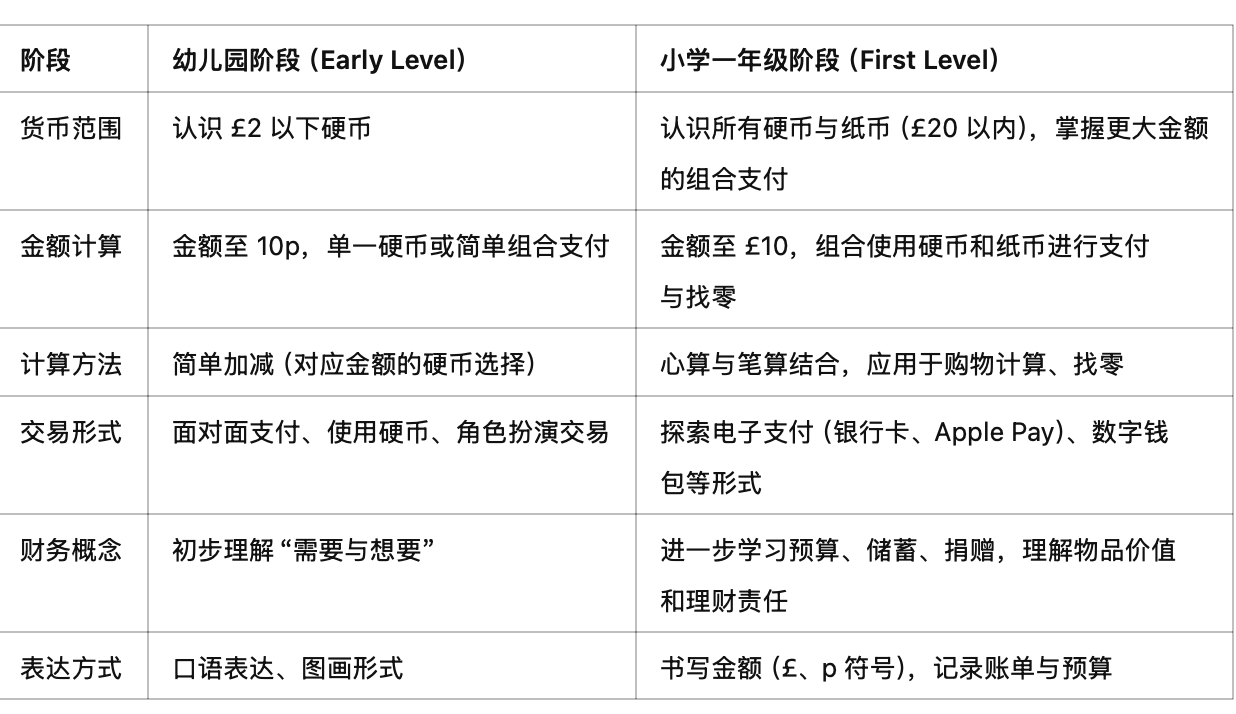 阶段 幼儿园阶段（Early Level） 小学一年级阶段（First Level）
货币范围 认识 £2 以下硬币 认识所有硬币与纸币（£20 以内），掌握更大金额
的组合支付
金额计算 金额至 10p，单一硬币或简单组合支付 金额至 £10，组合使用硬币和纸币进行支付
与找零
计算方法 简单加减（对应金额的硬币选择） 心算与笔算结合，应用于购物计算、找零
交易形式 面对面支付、使用硬币、角色扮演交易 探索电子支付（银行卡、Apple Pay）、数字钱
包等形式
财务概念 初步理解 “需要与想要” 进一步学习预算、储蓄、捐赠，理解物品价值
和理财责任
表达方式 口语表达、图画形式 书写金额（£、p 符号），记录账单与预算